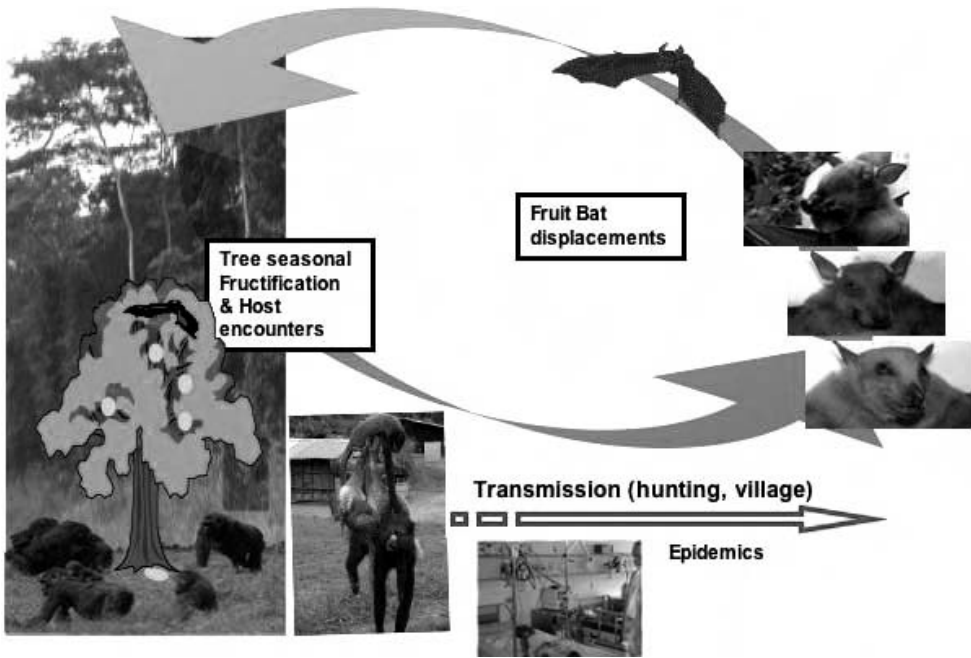 Fruit Bat
displacements
Tree seasonal
Fructification
& Host
encounters
Transmission (hunting, village)
Epidemics